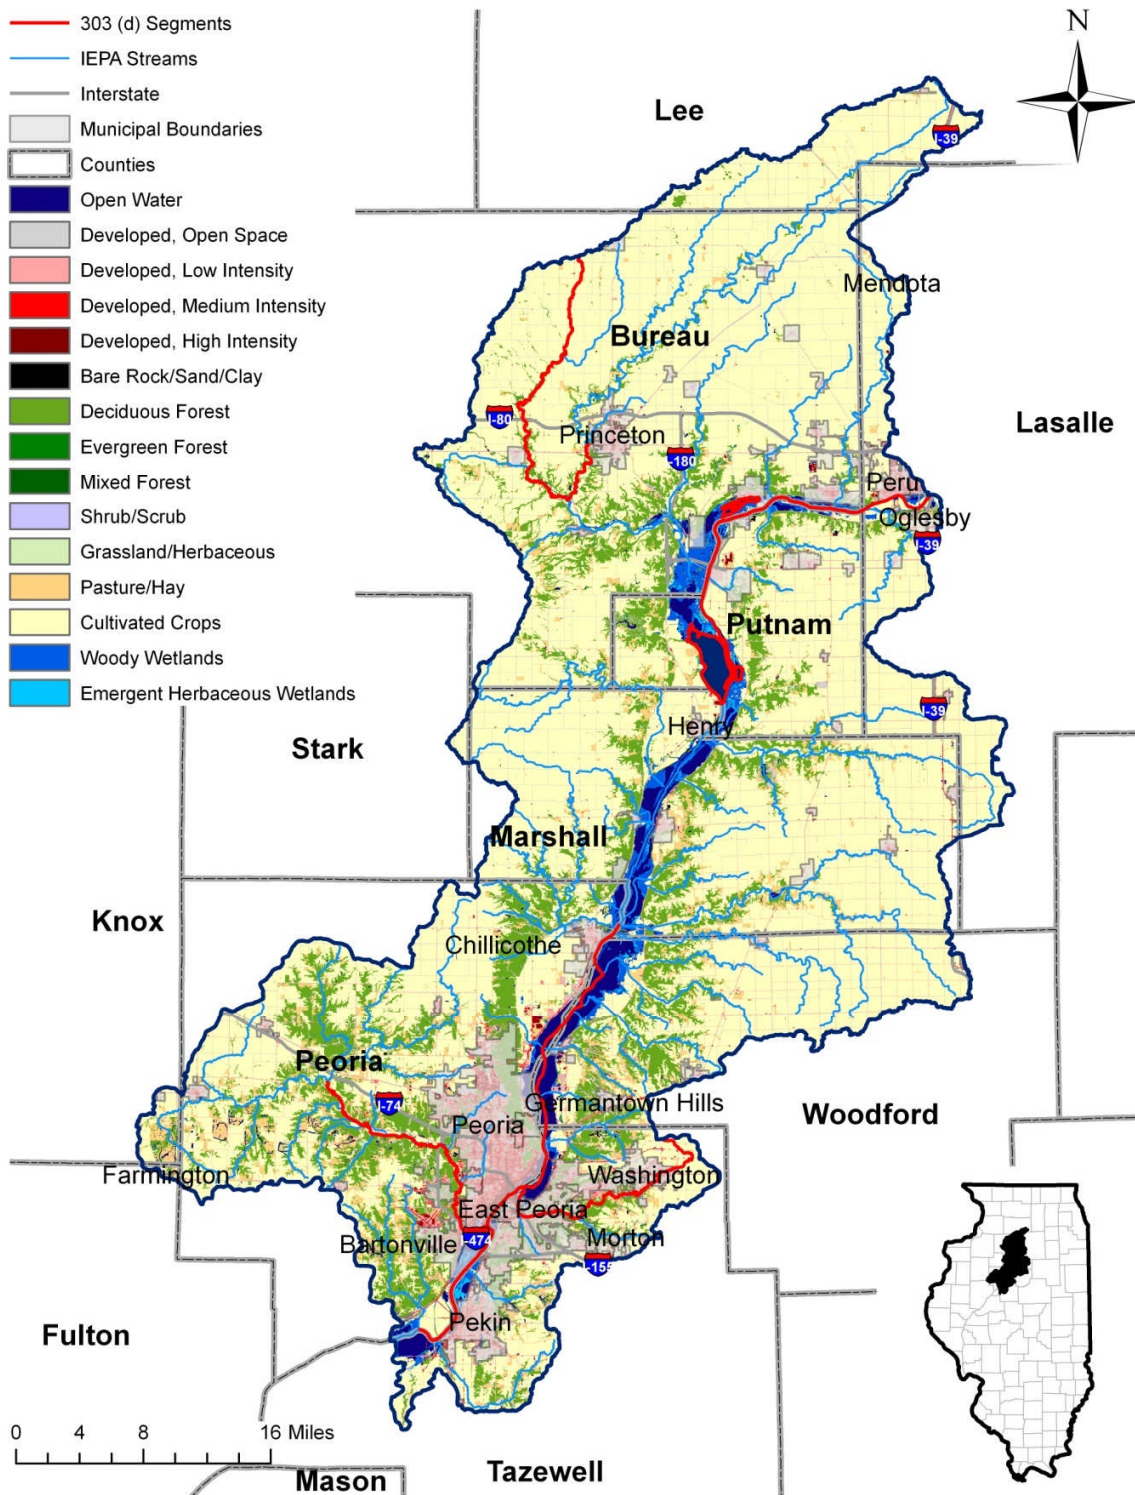 303 (d) Segments
IEPA Streams
Interstate
Municipal Boundaries
Counties
Open Water
Developed, Open Space
Developed, Low Intensity
Developed, Medium Intensity
Developed, High Intensity
Bare Rock/Sand/Clay
Deciduous Forest
Evergreen Forest
Mixed Forest
Shrub/Scrub
Grassland/Herbaceous
Pasture/Hay
Cultivated Crops
Woody Wetlands
Emergent Herbaceous Wetlands
N
Lee
I-39
Mendota
Bureau
Lasalle
I-80
Princeton
I-180
Peru
Oglesby
I-39
Putnam
I-39
Henry
Stark
Marshall
Knox
Chillicothe
Peoria
I-74
Germantown Hills
Woodford
Peoria
Farmington
Washington
East Peoria
Bartonville
I-474
Morton
I-155
Pekin
Fulton
0 4 8 16 Miles
Mason
Tazewell